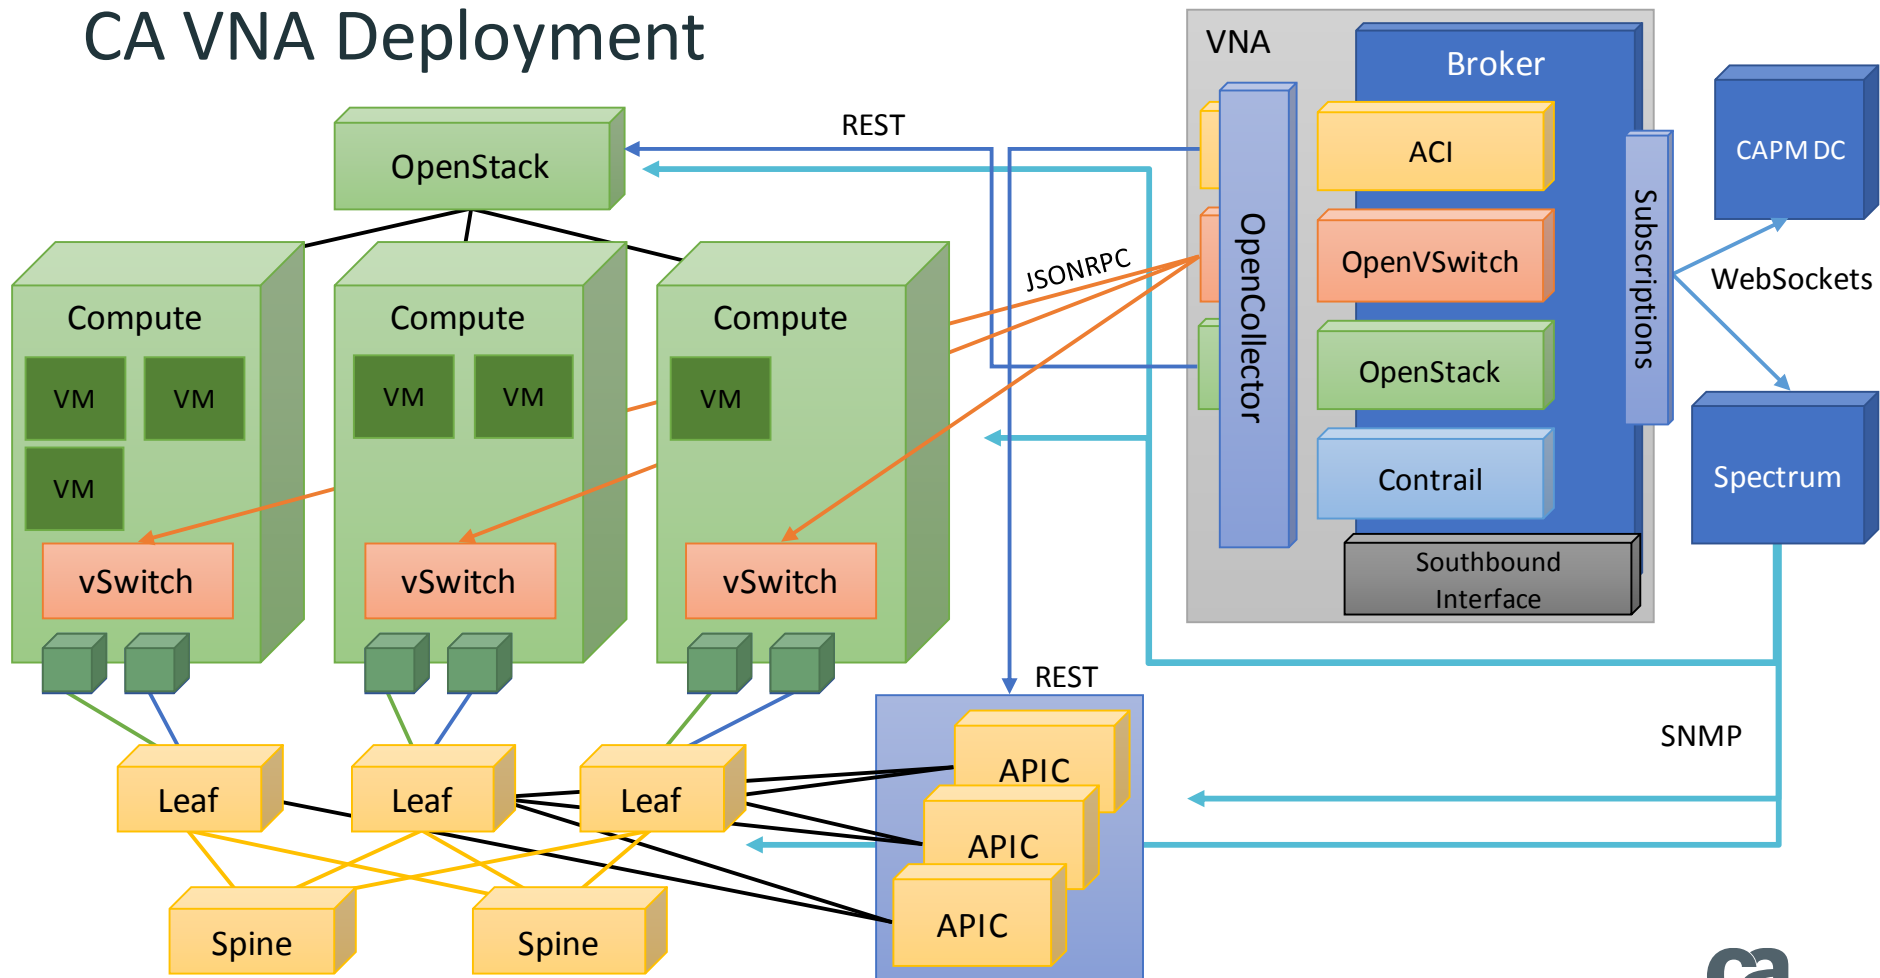 CA VNA Deployment
VNA
Broker
REST
OpenStack
ACI
CAPM DC
Subscriptions
OpenCollector
OpenVSwitch
JSONRPC
WebSockets
Compute
Compute
Compute
OpenStack
VM
VM
VM
VM
VM
VM
Contrail
Spectrum
vSwitch
vSwitch
vSwitch
Southbound
Interface
REST
SNMP
APIC
Leaf
Leaf
Leaf
APIC
APIC
Spine
Spine
ca